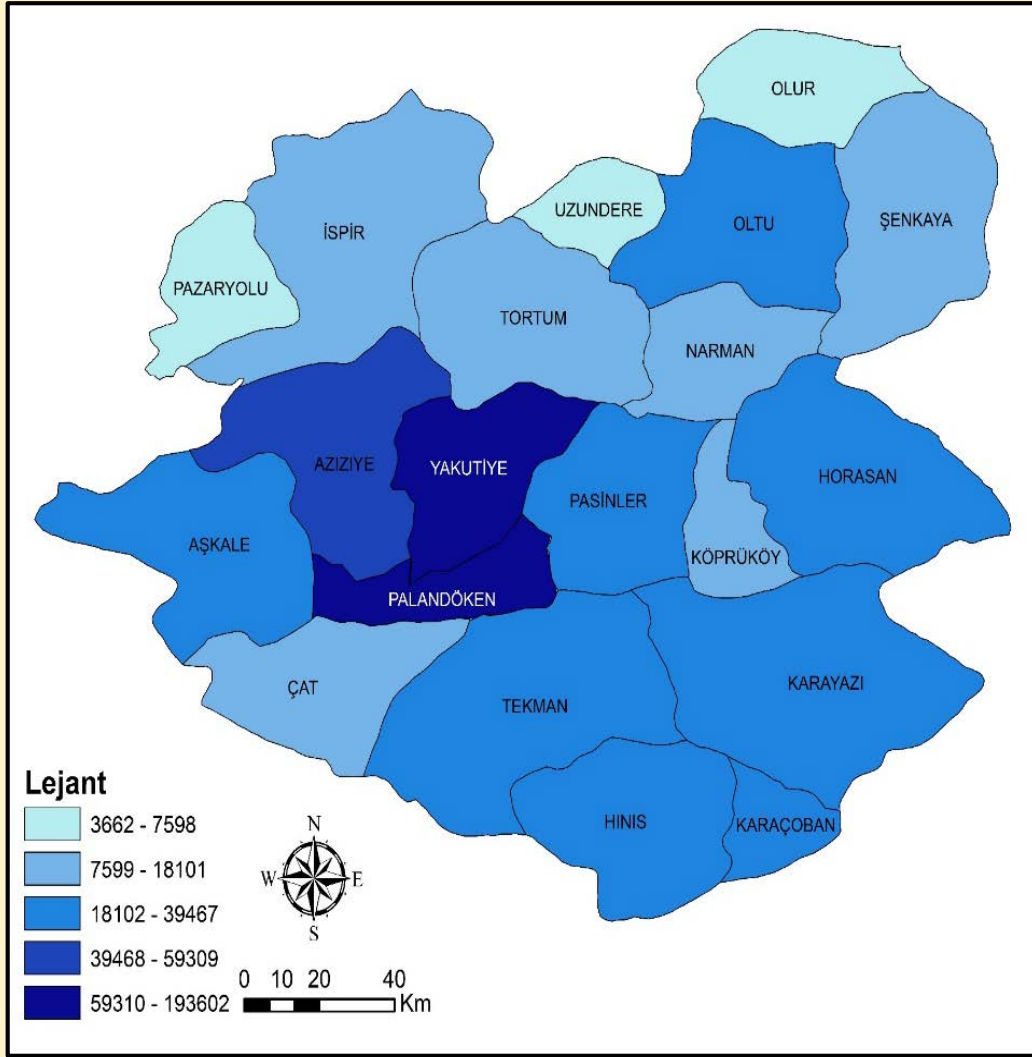 OLUR
UZUNDERE
OLTU
ŞENKAYA
İSPİR
PAZARYOLU
TORTUM
NARMAN
AZIZIYE
YAKUTİYE
PASİNLER
HORASAN
AŞKALE
KÖPRÜKÖY
PALANDÖKEN
ÇAT
TEKMAN
KARAYAZI
HINIS
KARAÇOBAN
Lejant
3662 - 7598
7599 - 18101
18102 - 39467
39468 - 59309
59310 - 193602
N
W E
S
0 10 20 40
Km